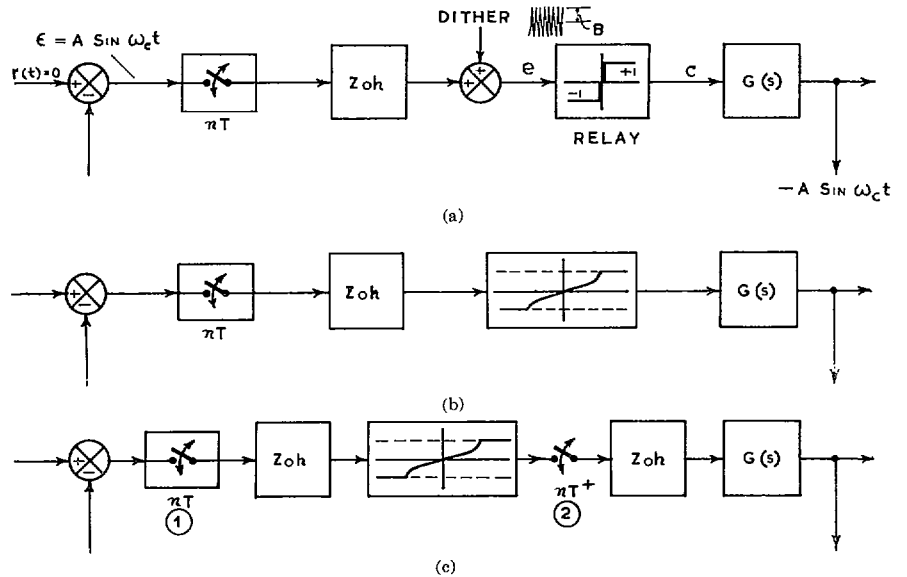 DITHER
B
ϵ = A SIN ω_c t
r(t)=0
+
−
nT
Zoh
+
+
e
+1
−1
RELAY
c
G(s)
−A SIN ω_c t
(a)
+
−
nT
Zoh
G(s)
(b)
+
−
nT
1
Zoh
nT+
2
Zoh
G(s)
(c)